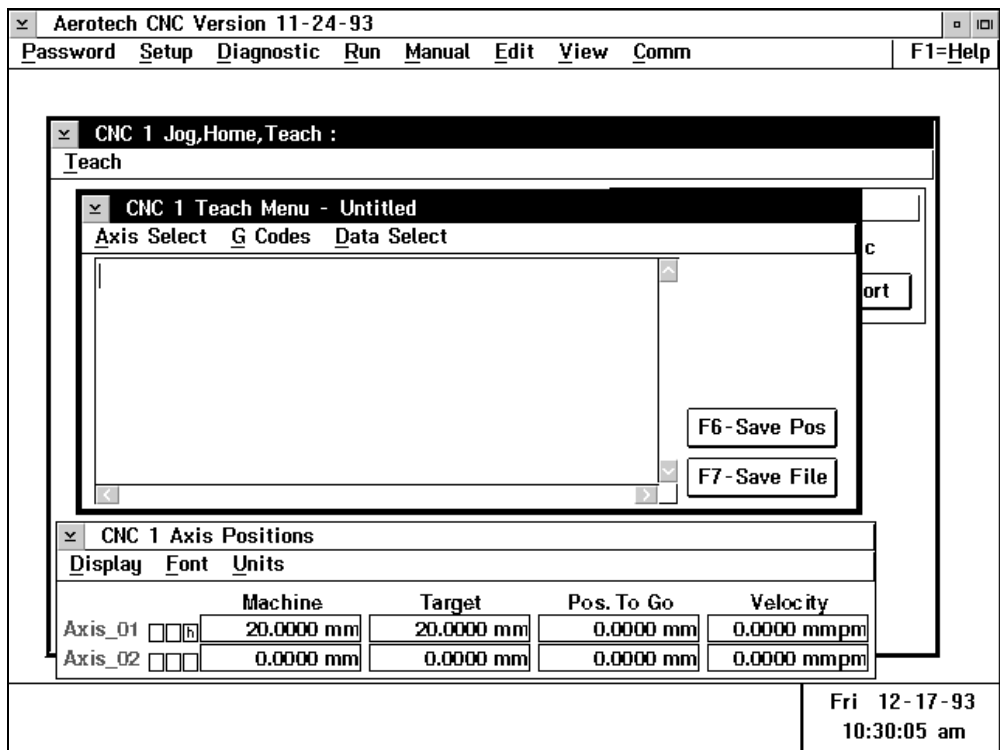 Aerotech CNC Version 11-24-93
Password Setup Diagnostic Run Manual Edit View Comm F1=Help
CNC 1 Jog,Home,Teach :
Teach
CNC 1 Teach Menu - Untitled
Axis Select G Codes Data Select
c
ort
F6-Save Pos
F7-Save File
CNC 1 Axis Positions
Display Font Units
Machine Target Pos. To Go Velocity
Axis_01 h 20.0000 mm 20.0000 mm 0.0000 mm 0.0000 mmpm
Axis_02 0.0000 mm 0.0000 mm 0.0000 mm 0.0000 mmpm
Fri 12-17-93
10:30:05 am